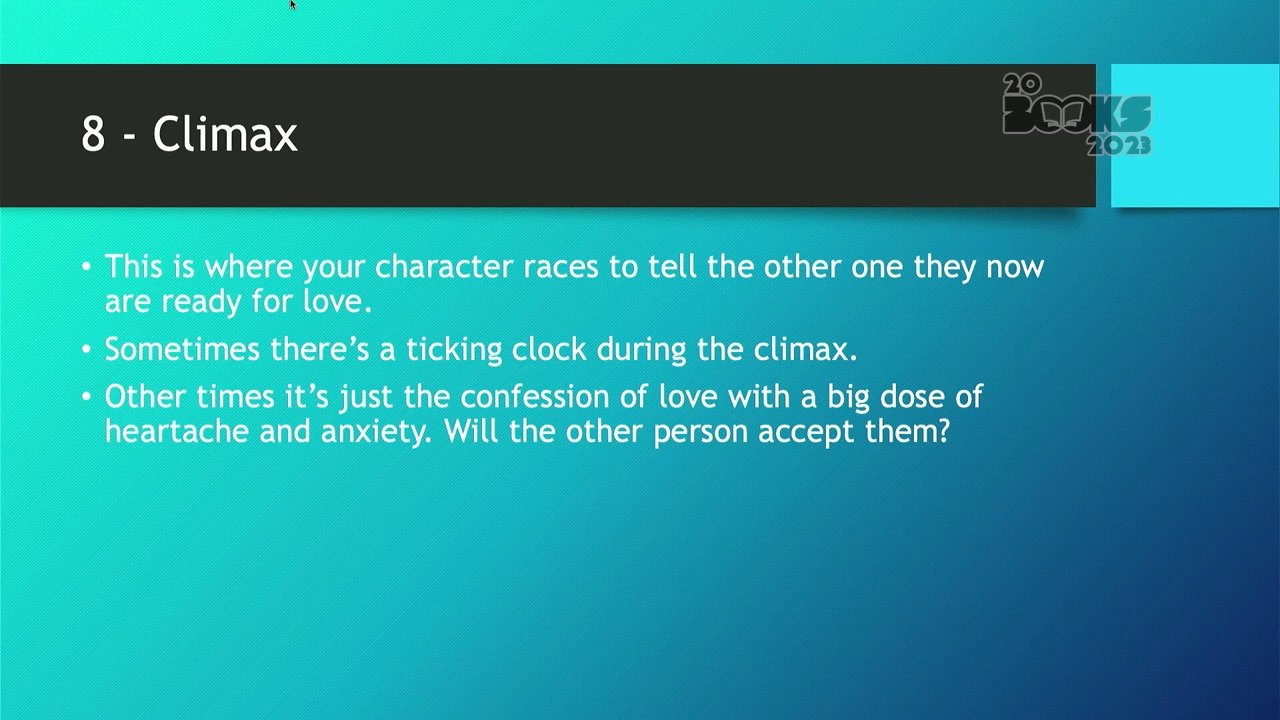 8 - Climax
20
BOOKS
2023
• This is where your character races to tell the other one they now
are ready for love.
• Sometimes there’s a ticking clock during the climax.
• Other times it’s just the confession of love with a big dose of
heartache and anxiety. Will the other person accept them?